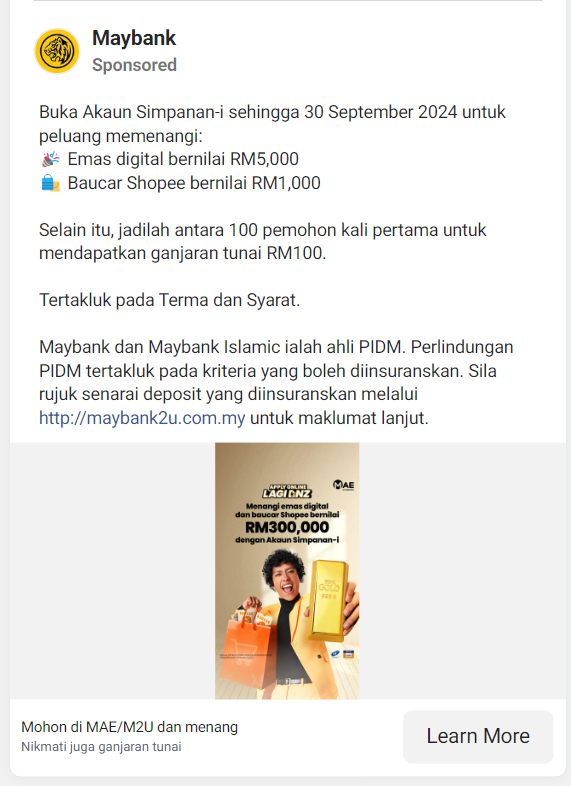 Maybank
Sponsored
Buka Akaun Simpanan-i sehingga 30 September 2024 untuk
peluang memenangi:
🎉 Emas digital bernilai RM5,000
🛍️ Baucar Shopee bernilai RM1,000
Selain itu, jadilah antara 100 pemohon kali pertama untuk
mendapatkan ganjaran tunai RM100.
Tertakluk pada Terma dan Syarat.
Maybank dan Maybank Islamic ialah ahli PIDM. Perlindungan
PIDM tertakluk pada kriteria yang boleh diinsuranskan. Sila
rujuk senarai deposit yang diinsuranskan melalui
http://maybank2u.com.my untuk maklumat lanjut.
MAE
APPLY ONLINE
LAGI BNZ
Menangi emas digital
dan baucar Shopee bernilai
RM300,000
dengan Akaun Simpanan-i
GOLD
Mohon di MAE/M2U dan menang
Nikmati juga ganjaran tunai
Learn More